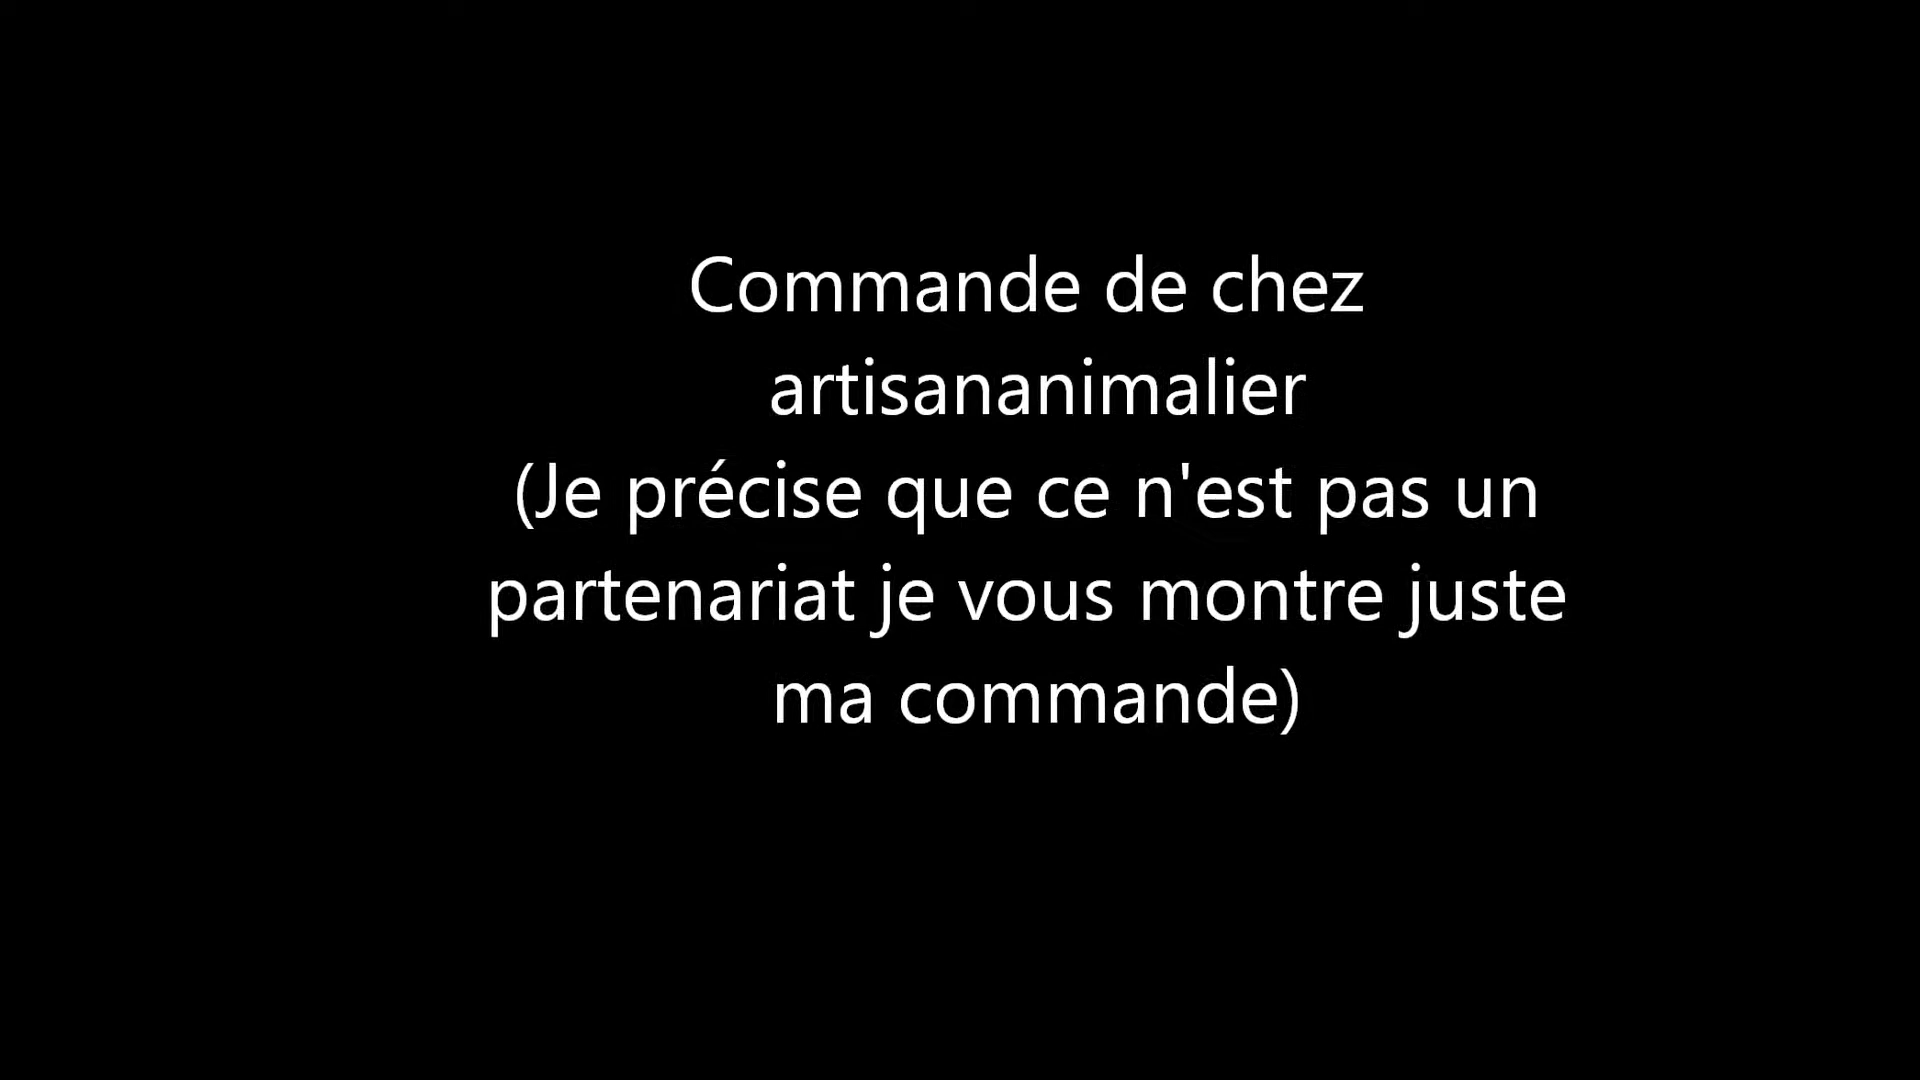 Commande de chez
artisananimalier
(Je précise que ce n'est pas un
partenariat je vous montre juste
ma commande)